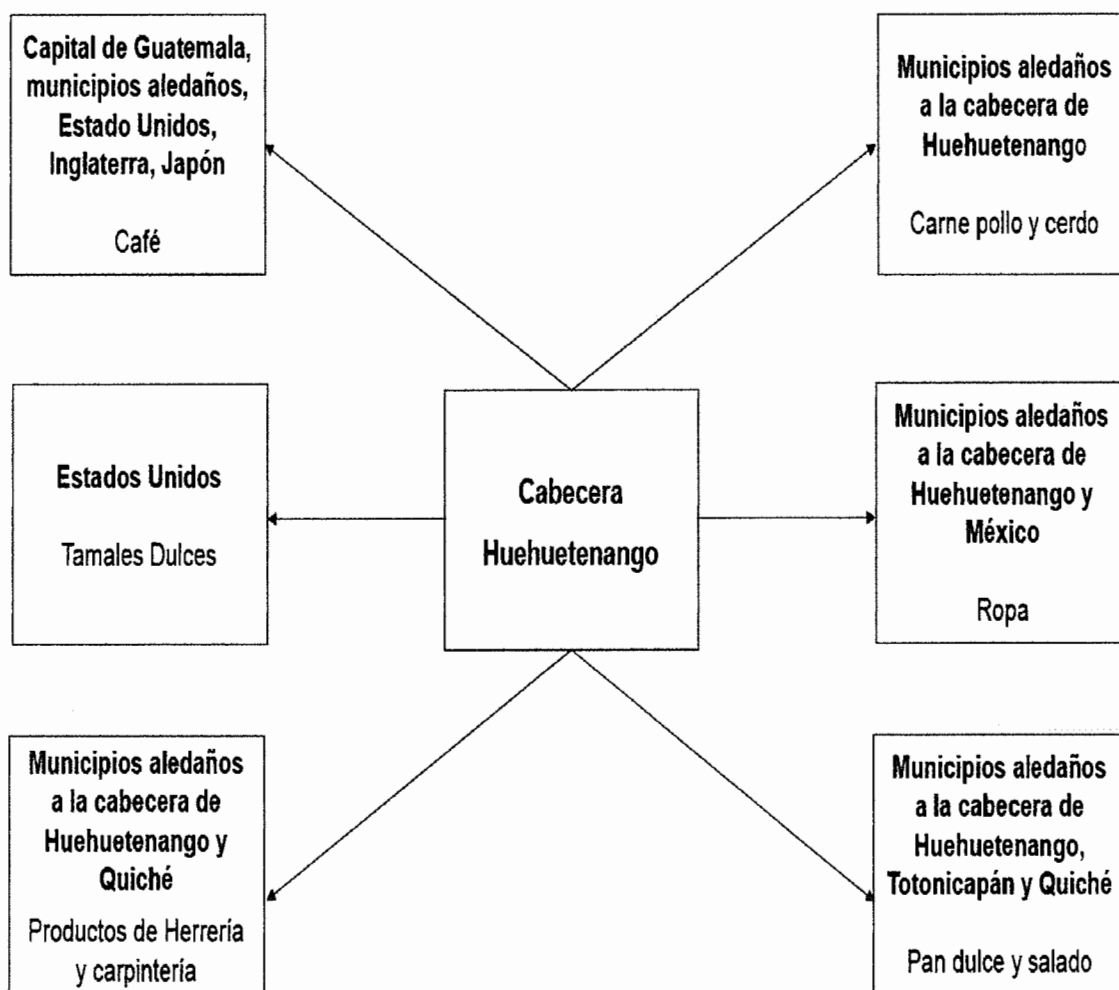 Capital de Guatemala,
municipios aledaños,
Estado Unidos,
Inglaterra, Japón
Café
Municipios aledaños
a la cabecera de
Huehuetenango
Carne pollo y cerdo
Estados Unidos
Tamales Dulces
Cabecera
Huehuetenango
Municipios aledaños
a la cabecera de
Huehuetenango y
México
Ropa
Municipios aledaños
a la cabecera de
Huehuetenango y
Quiché
Productos de Herrería
y carpintería
Municipios aledaños
a la cabecera de
Huehuetenango,
Totonicapán y Quiché
Pan dulce y salado